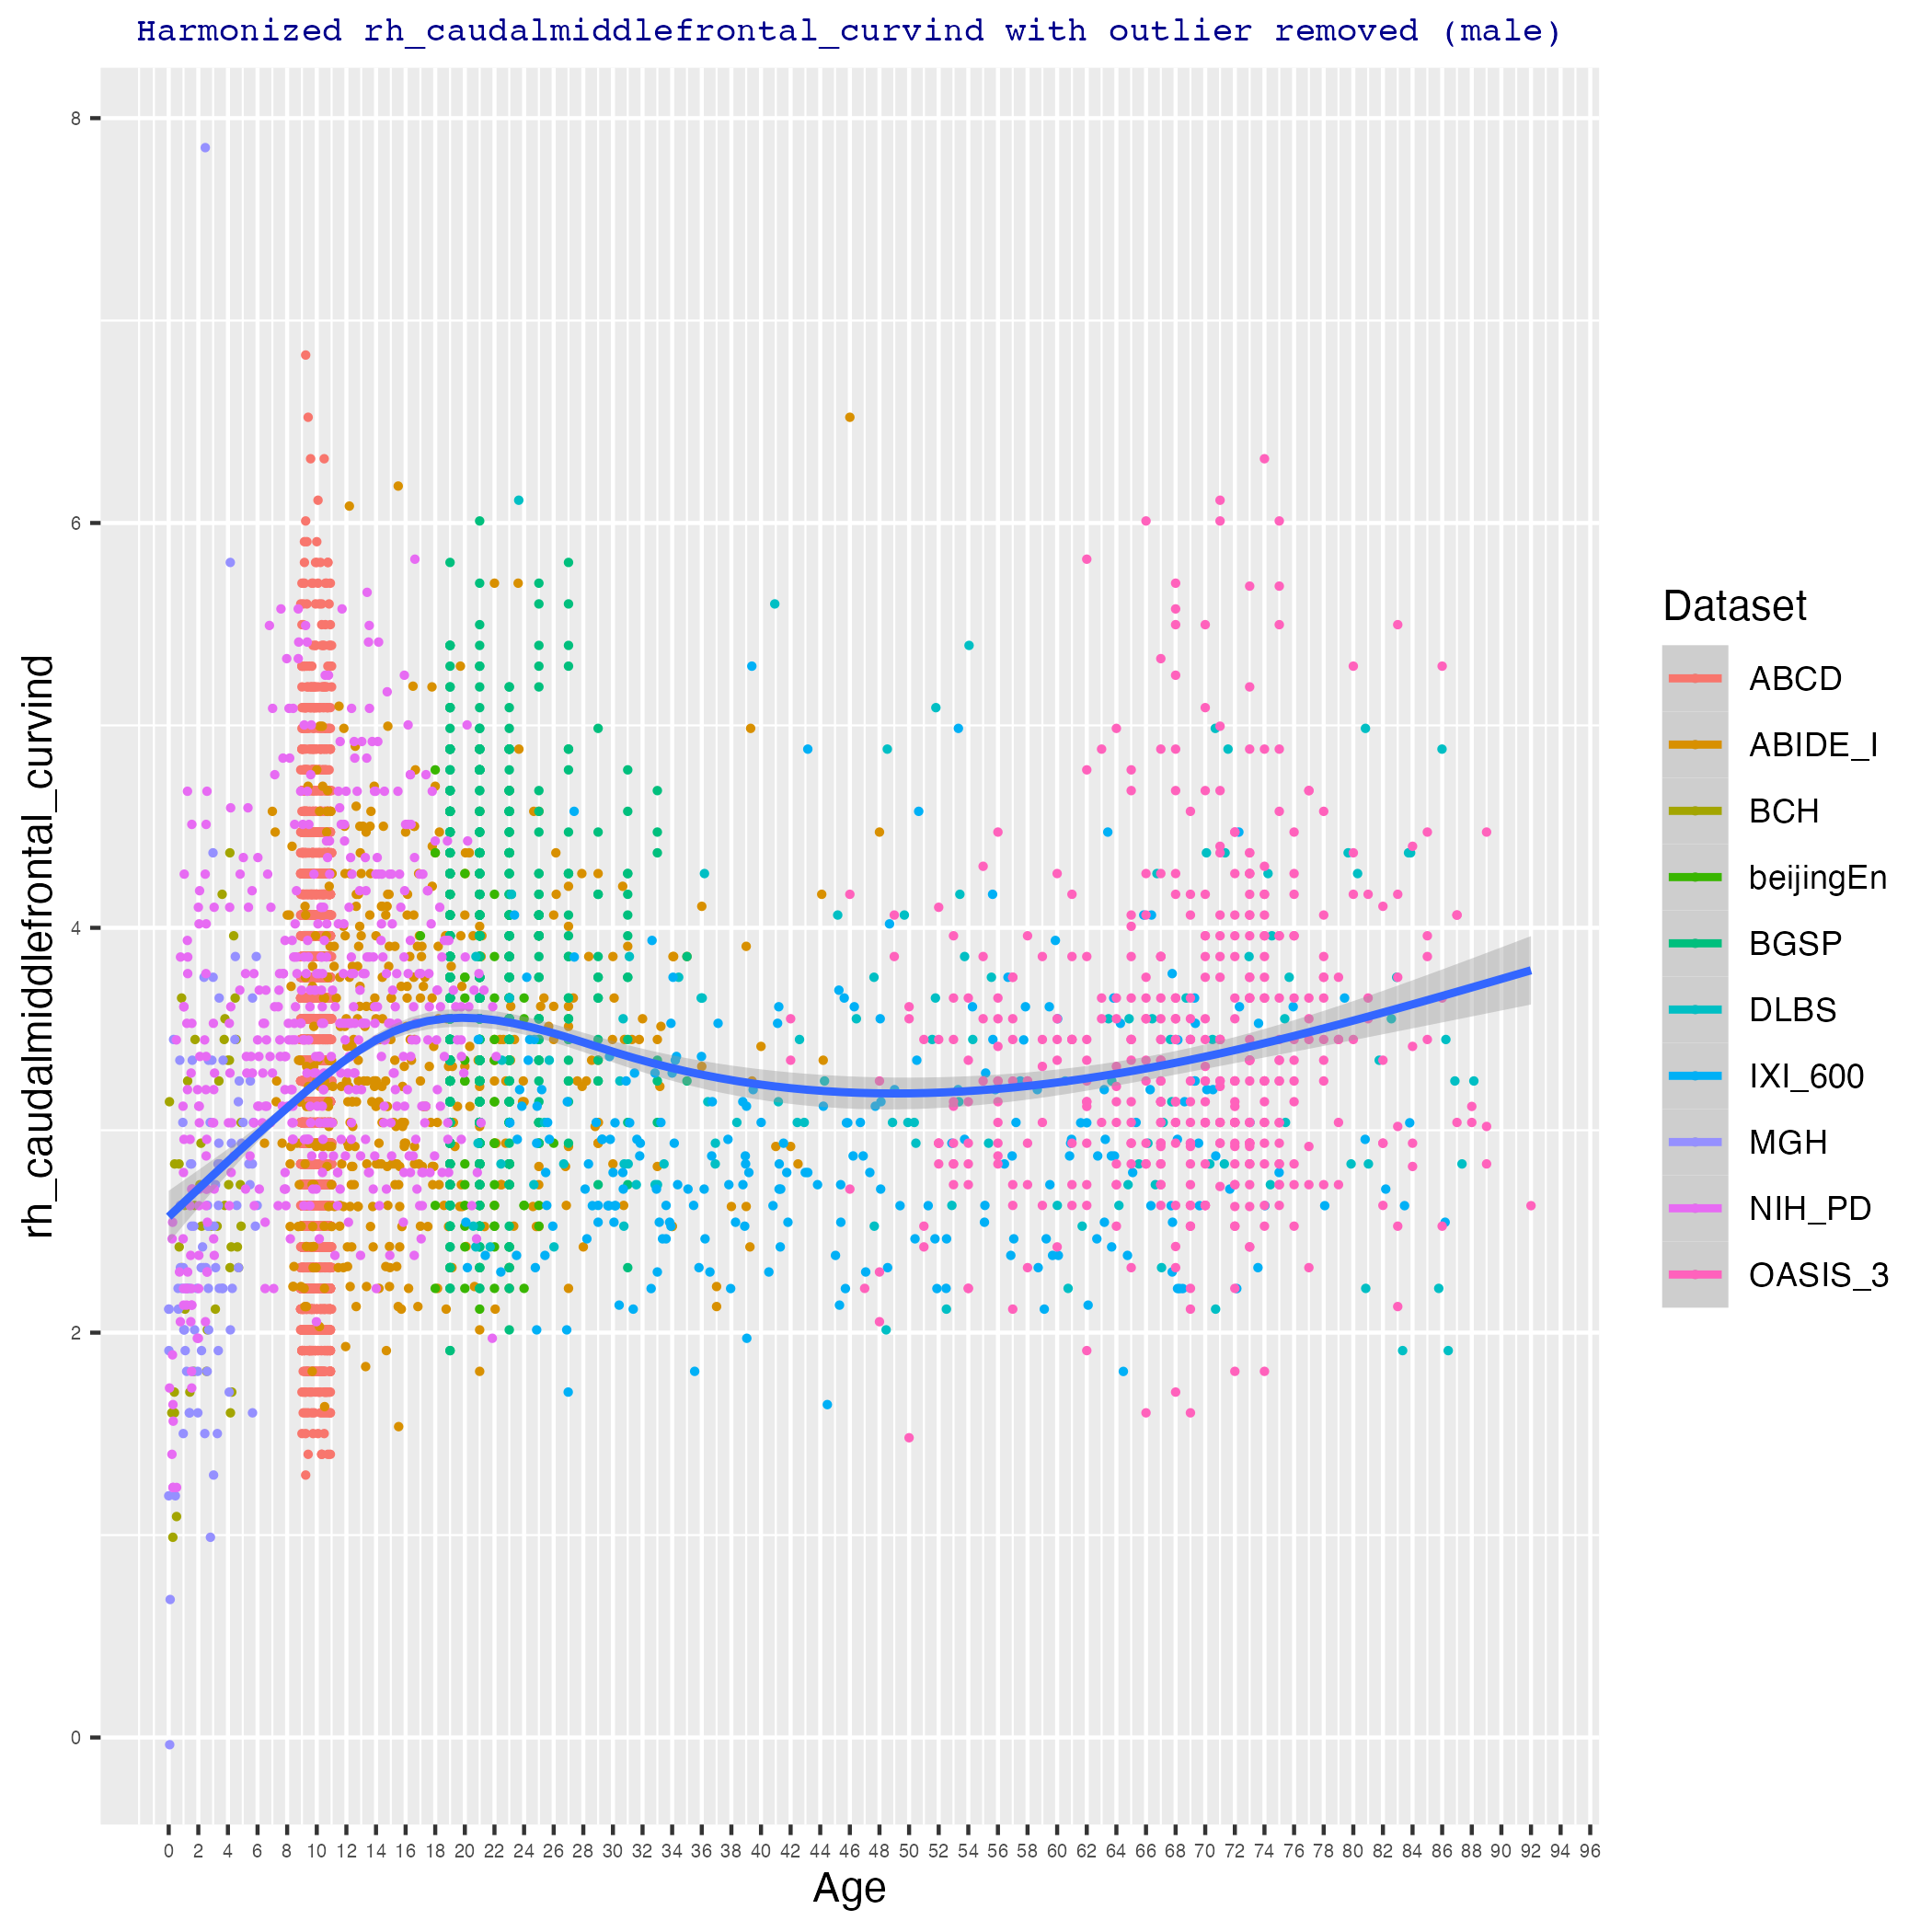 Harmonized rh_caudalmiddlefrontal_curvind with outlier removed (male)
rh_caudalmiddlefrontal_curvind
8
6
4
2
0
0 2 4 6 8 10 12 14 16 18 20 22 24 26 28 30 32 34 36 38 40 42 44 46 48 50 52 54 56 58 60 62 64 66 68 70 72 74 76 78 80 82 84 86 88 90 92 94 96
Age
Dataset
ABCD
ABIDE_I
BCH
beijingEn
BGSP
DLBS
IXI_600
MGH
NIH_PD
OASIS_3